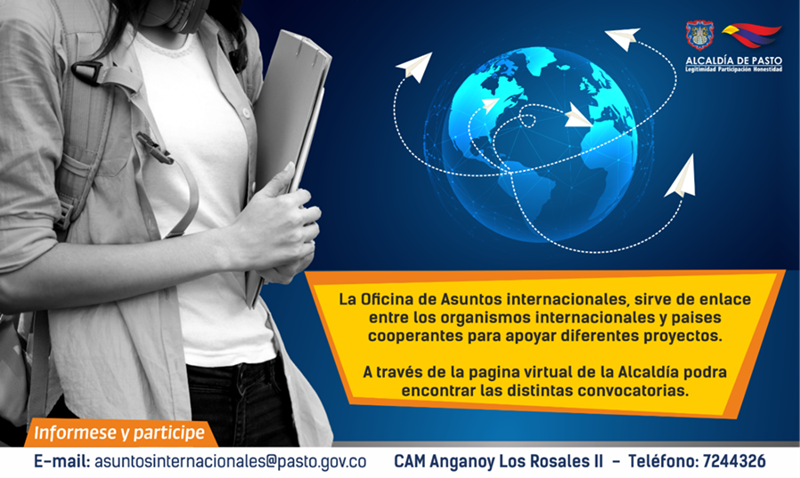 ALCALDÍA DE PASTO
Legitimidad Participación Honestidad
La Oficina de Asuntos internacionales, sirve de enlace
entre los organismos internacionales y paises
cooperantes para apoyar diferentes proyectos.
A través de la pagina virtual de la Alcaldía podra
encontrar las distintas convocatorias.
Informese y participe
E-mail: asuntosinternacionales@pasto.gov.co CAM Anganoy Los Rosales II - Teléfono: 7244326